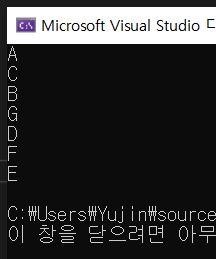 Microsoft Visual Studio
A
C
B
G
D
F
E
C:\Users\Yujin\source
이 창을 닫으려면 아무